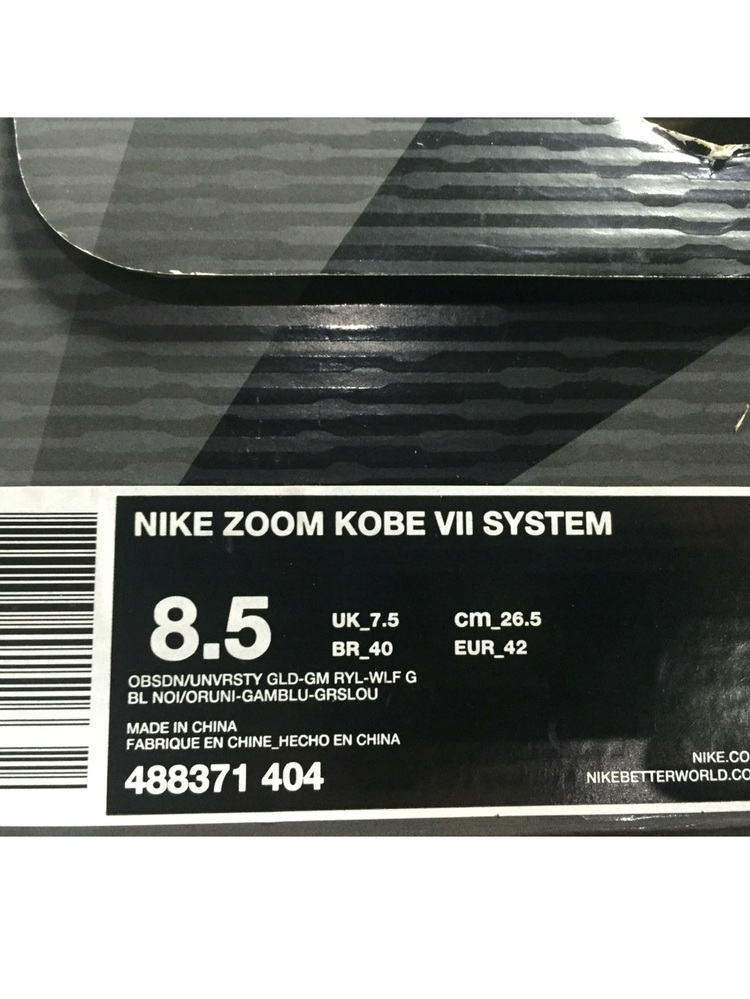 NIKE ZOOM KOBE VII SYSTEM
8.5
UK_7.5 cm_26.5
BR_40 EUR_42
OBSDN/UNVRSTY GLD-GM RYL-WLF G
BL NOI/ORUNI-GAMBLU-GRSLOU
MADE IN CHINA
FABRIQUE EN CHINE_HECHO EN CHINA
488371 404
NIKE.CO
NIKEBETTERWORLD.CO